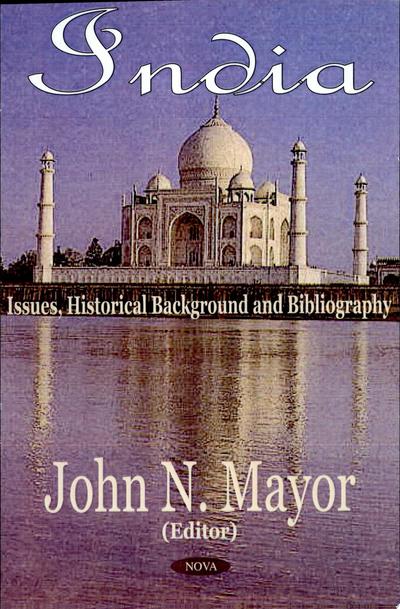 India
Issues, Historical Background and Bibliography
John N. Mayor
(Editor)
NOVA